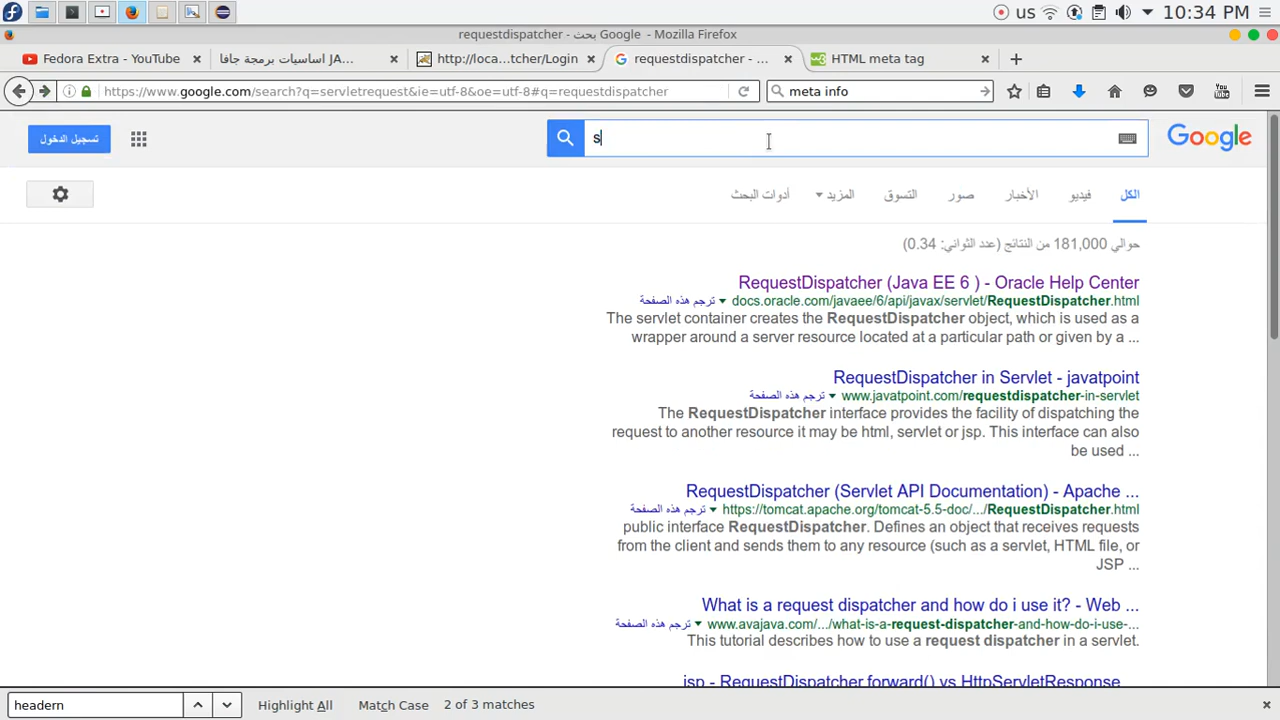 us
10:34 PM
requestdispatcher - بحث Google - Mozilla Firefox
Fedora Extra - YouTube
اساسيات برمجة جافا JA...
http://loca...tcher/Login
requestdispatcher - ...
HTML meta tag
https://www.google.com/search?q=servletrequest&ie=utf-8&oe=utf-8#q=requestdispatcher
meta info
تسجيل الدخول
s
Google
الكل
فيديو
الأخبار
صور
التسوق
المزيد
أدوات البحث
حوالي 181,000 من النتائج (عدد الثواني: 0.34)
RequestDispatcher (Java EE 6 ) - Oracle Help Center
docs.oracle.com/javaee/6/api/javax/servlet/RequestDispatcher.html ترجم هذه الصفحة
The servlet container creates the RequestDispatcher object, which is used as a
wrapper around a server resource located at a particular path or given by a ...
RequestDispatcher in Servlet - javatpoint
www.javatpoint.com/requestdispatcher-in-servlet ترجم هذه الصفحة
The RequestDispatcher interface provides the facility of dispatching the
request to another resource it may be html, servlet or jsp. This interface can also
be used ...
RequestDispatcher (Servlet API Documentation) - Apache ...
https://tomcat.apache.org/tomcat-5.5-doc/.../RequestDispatcher.html ترجم هذه الصفحة
public interface RequestDispatcher. Defines an object that receives requests
from the client and sends them to any resource (such as a servlet, HTML file, or
JSP ...
What is a request dispatcher and how do i use it? - Web ...
www.avajava.com/.../what-is-a-request-dispatcher-and-how-do-i-use-... ترجم هذه الصفحة
This tutorial describes how to use a request dispatcher in a servlet.
jsp - RequestDispatcher.forward() vs HttpServletResponse
headern
Highlight All
Match Case
2 of 3 matches